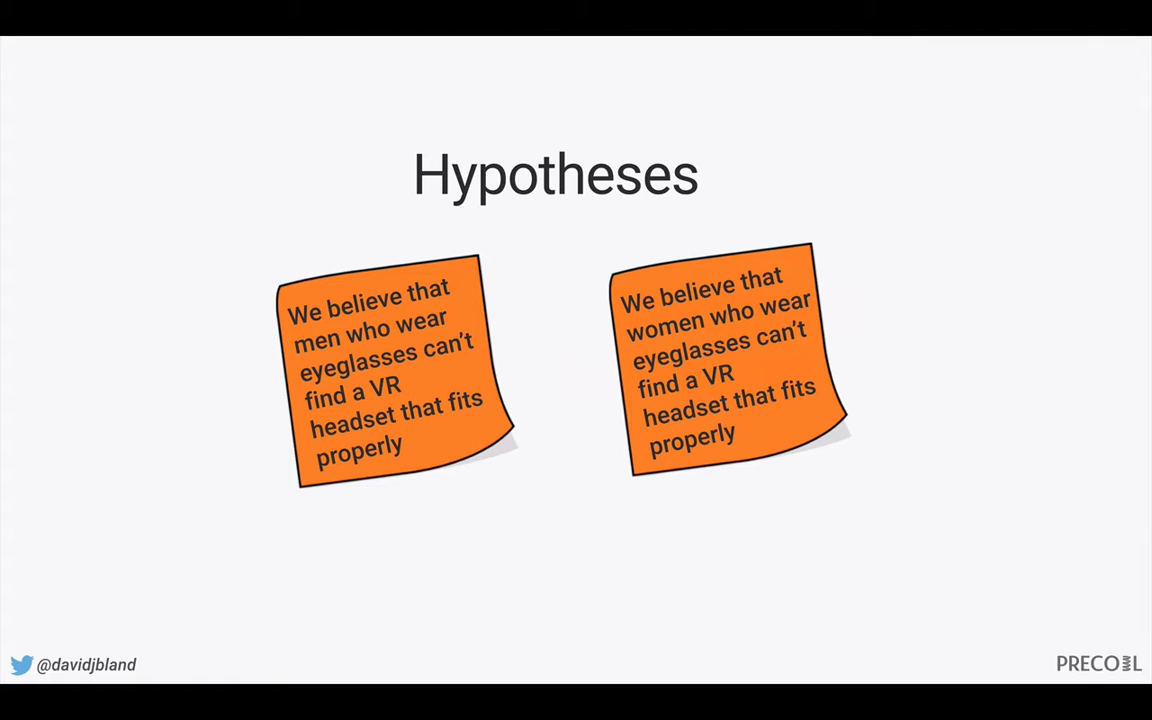 Hypotheses
We believe that
men who wear
eyeglasses can't
find a VR
headset that fits
properly
We believe that
women who wear
eyeglasses can't
find a VR
headset that fits
properly
@davidjbland
PRECOIL